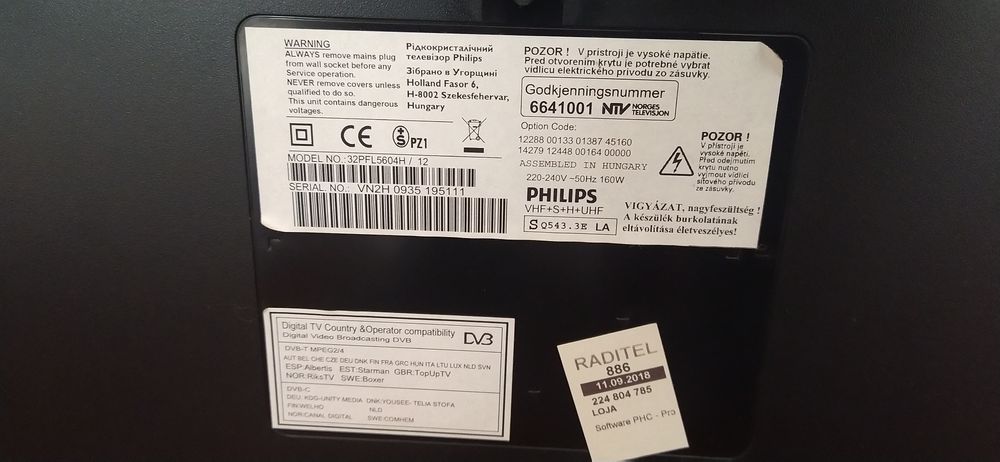 WARNING
ALWAYS remove mains plug
from wall socket before any
Service operation.
NEVER remove covers unless
qualified to do so.
This unit contains dangerous
voltages.
Рідкокристалічний
телевізор Philips
Зібрано в Угорщині
Holland Fasor 6,
H-8002 Szekesfehervar,
Hungary
CE
S PZ1
MODEL NO.:32PFL5604H / 12
SERIAL. NO.: VN2H 0935 195111
POZOR ! V prístroji je vysoké napätie.
Pred otvorením krytu je potrebné vybrat
vidlicu elektrického prívodu zo zásuvky.
Godkjenningsnummer
6641001 NTV NORGES
TELEVISJON
Option Code:
12288 00133 01387 45160
14279 12448 00164 00000
ASSEMBLED IN HUNGARY
220-240V ~50Hz 160W
PHILIPS
VHF+S+H+UHF
S Q543.3E LA
POZOR !
V přístroji je
vysoké napětí.
Před odejmutím
krytu nutno
vyjmout vidlici
síťového přívodu
ze zásuvky.
VIGYÁZAT, nagyfeszültség !
A készülék burkolatának
eltávolítása életveszélyes!
Digital TV Country &Operator compatibility
Digital Video Broadcasting DVB
DVB
DVB-T MPEG2/4
AUT BEL CHE CZE DEU DNK FIN FRA GRC HUN ITA LTU LUX NLD SVN
ESP:Albertis EST:Starman GBR:TopUpTV
NOR:RiksTV SWE:Boxer
DVB-C
DEU: KDG-UNITY MEDIA DNK:YOUSEE- TELIA STOFA
FIN:WELHO NLD
NOR:CANAL DIGITAL SWE:COMHEM
RADITEL
886
11.09.2018
224 804 785
LOJA
Software PHC - Pro